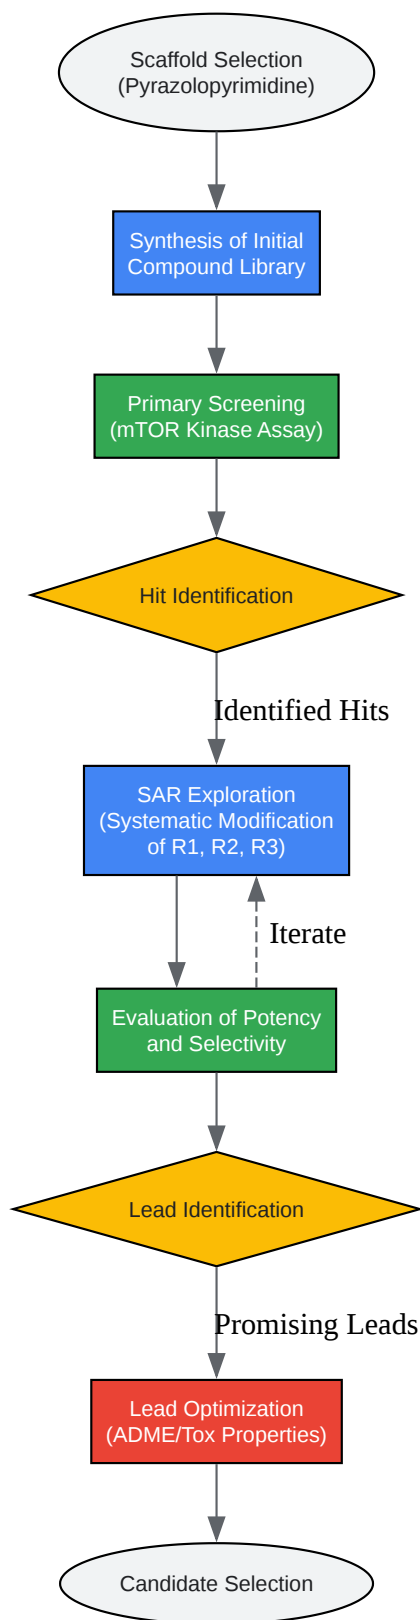 Scaffold Selection
(Pyrazolopyrimidine)
Synthesis of Initial
Compound Library
Primary Screening
(mTOR Kinase Assay)
Hit Identification
Identified Hits
SAR Exploration
(Systematic Modification
of R1, R2, R3)
Iterate
Evaluation of Potency
and Selectivity
Lead Identification
Promising Leads
Lead Optimization
(ADME/Tox Properties)
Candidate Selection